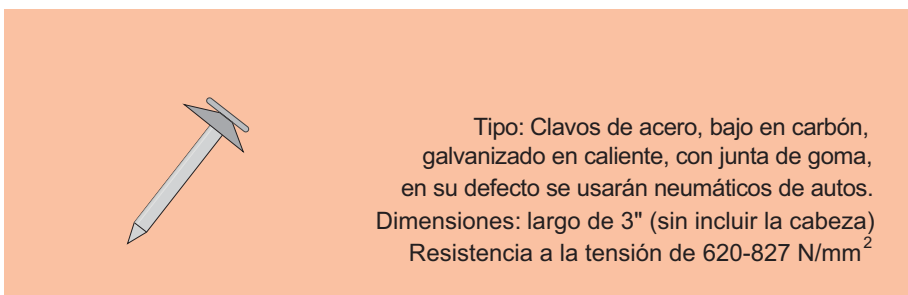 Tipo: Clavos de acero, bajo en carbón,
galvanizado en caliente, con junta de goma,
en su defecto se usarán neumáticos de autos.
Dimensiones: largo de 3" (sin incluir la cabeza)
Resistencia a la tensión de 620-827 N/mm²